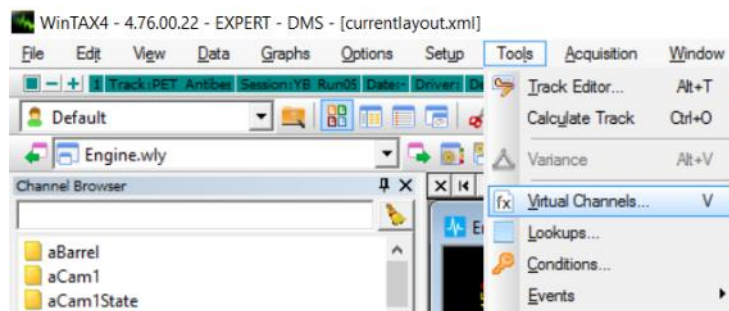 WinTAX4 - 4.76.00.22 - EXPERT - DMS - [currentlayout.xml]
File Edit View Data Graphs Options Setup Tools Acquisition Window
1 Track:PET Antibes Session:YB Run05 Date:- Driver: De
Track Editor... Alt+T
Default
Calculate Track Ctrl+O
Engine.wly
Variance Alt+V
Channel Browser
fx Virtual Channels... V
Lookups...
aBarrel
Conditions...
aCam1
Events
aCam1State